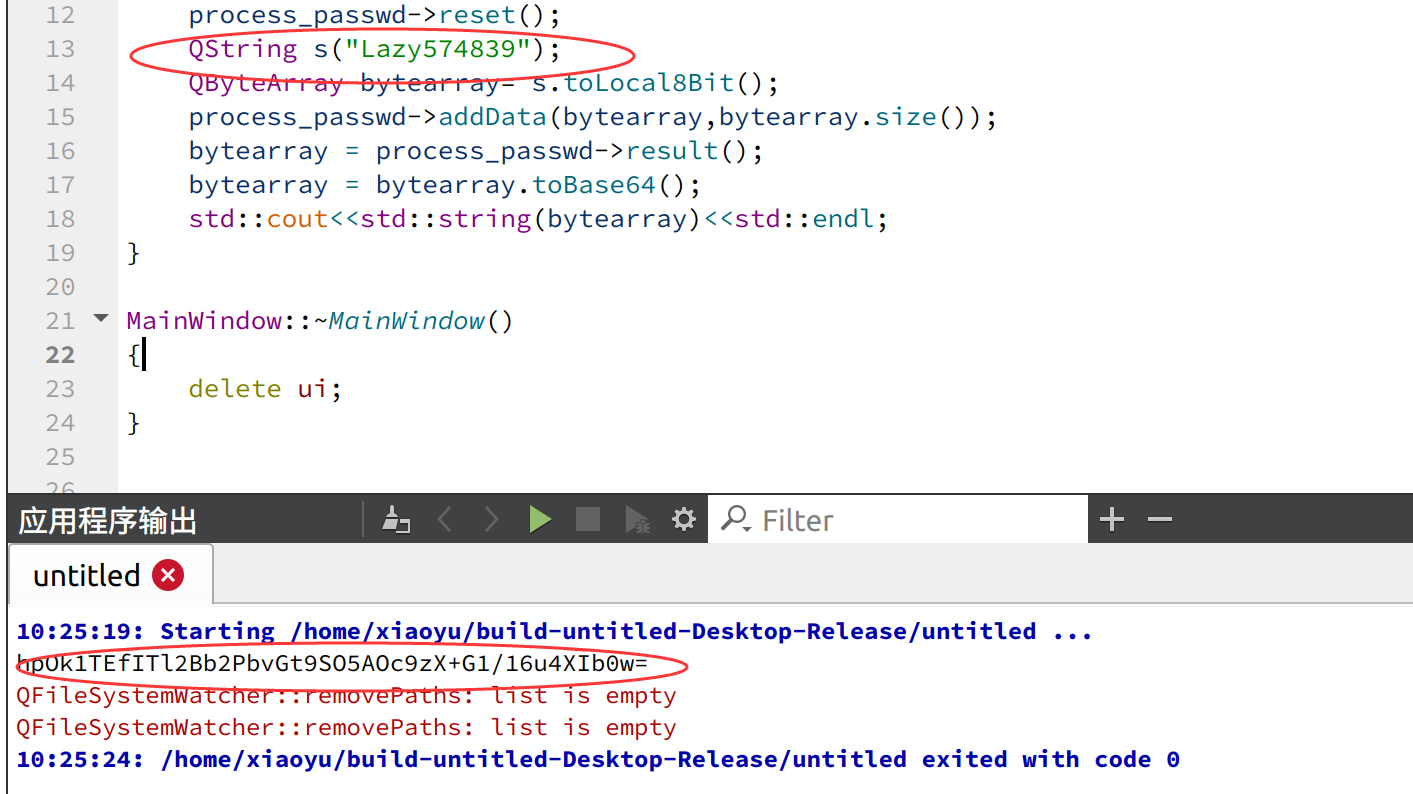 12 process_passwd->reset();
13 QString s("Lazy574839");
14 QByteArray bytearray= s.toLocal8Bit();
15 process_passwd->addData(bytearray,bytearray.size());
16 bytearray = process_passwd->result();
17 bytearray = bytearray.toBase64();
18 std::cout<<std::string(bytearray)<<std::endl;
19 }
20
21 MainWindow::~MainWindow()
22 {
23 delete ui;
24 }
25
26
应用程序输出 Filter
untitled
10:25:19: Starting /home/xiaoyu/build-untitled-Desktop-Release/untitled ...
hpOk1TEfITl2Bb2PbvGt9SO5AOc9zX+G1/16u4XIb0w=
QFileSystemWatcher::removePaths: list is empty
QFileSystemWatcher::removePaths: list is empty
10:25:24: /home/xiaoyu/build-untitled-Desktop-Release/untitled exited with code 0